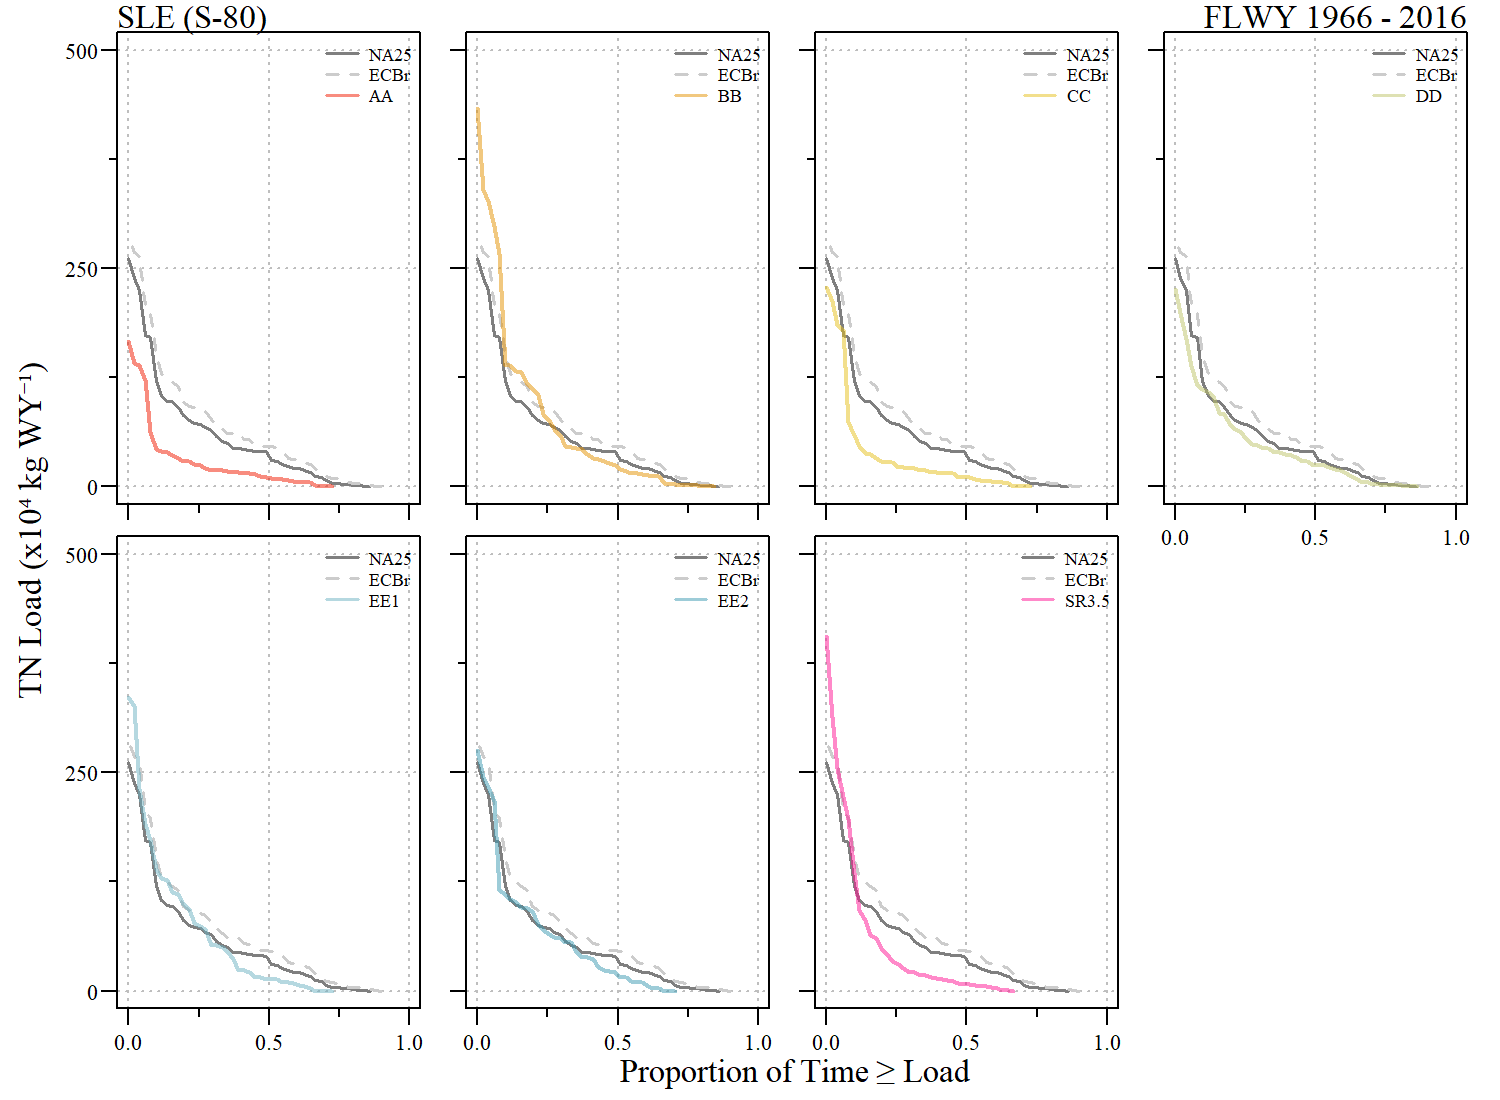 SLE (S-80)
FLWY 1966 - 2016
TN Load (x10⁴ kg WY⁻¹)
500
250
0
NA25
ECBr
AA
NA25
ECBr
BB
NA25
ECBr
CC
NA25
ECBr
DD
0.0 0.5 1.0
500
250
0
NA25
ECBr
EE1
NA25
ECBr
EE2
NA25
ECBr
SR3.5
0.0 0.5 1.0
0.0 0.5 1.0
0.0 0.5 1.0
Proportion of Time ≥ Load